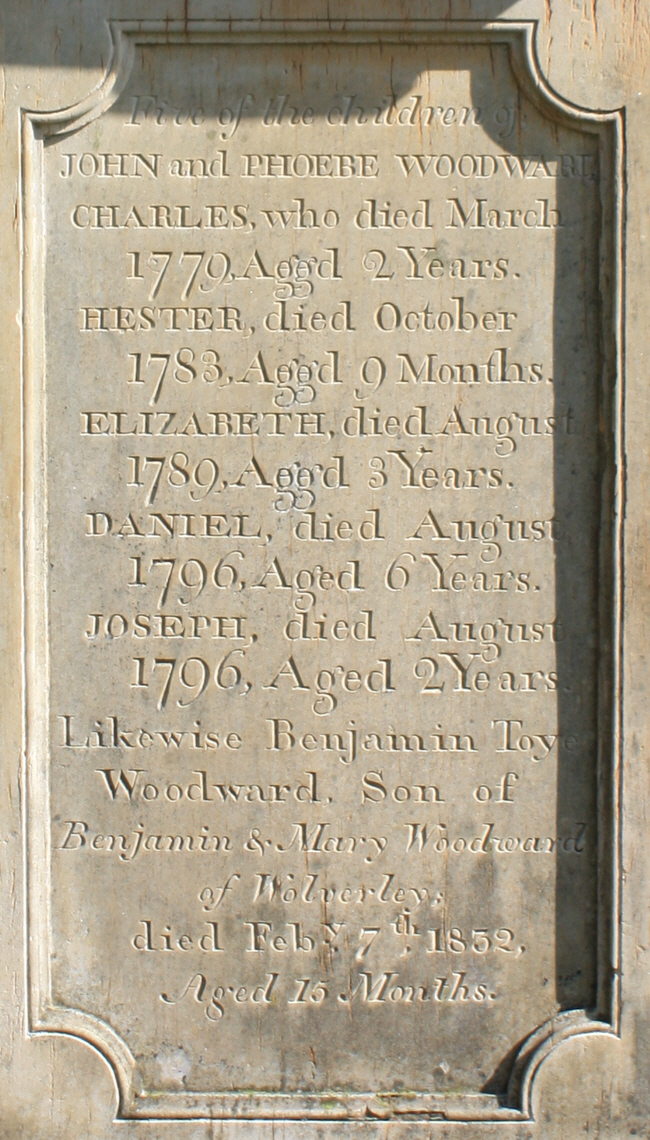 Five of the children of
JOHN and PHOEBE WOODWARD,
CHARLES, who died March
1779, Aged 2 Years.
HESTER, died October
1783, Aged 9 Months.
ELIZABETH, died August
1789, Aged 3 Years.
DANIEL, died August
1796, Aged 6 Years.
JOSEPH, died August
1796, Aged 2 Years.
Likewise Benjamin Toye
Woodward, Son of
Benjamin & Mary Woodward
of Wolverley;
died Feby. 7th. 1832,
Aged 15 Months.